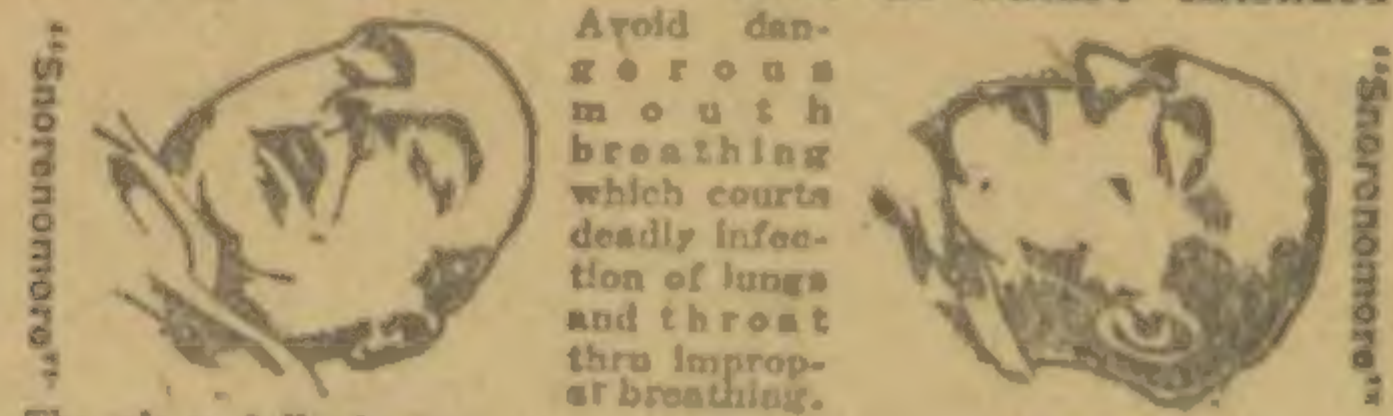 "Snorenomore"
Avoid dan-
gerous
mouth
breathing
which courts
deadly infec-
tion of lungs
and throat
thru improp-
er breathing.
"Snorenomore"